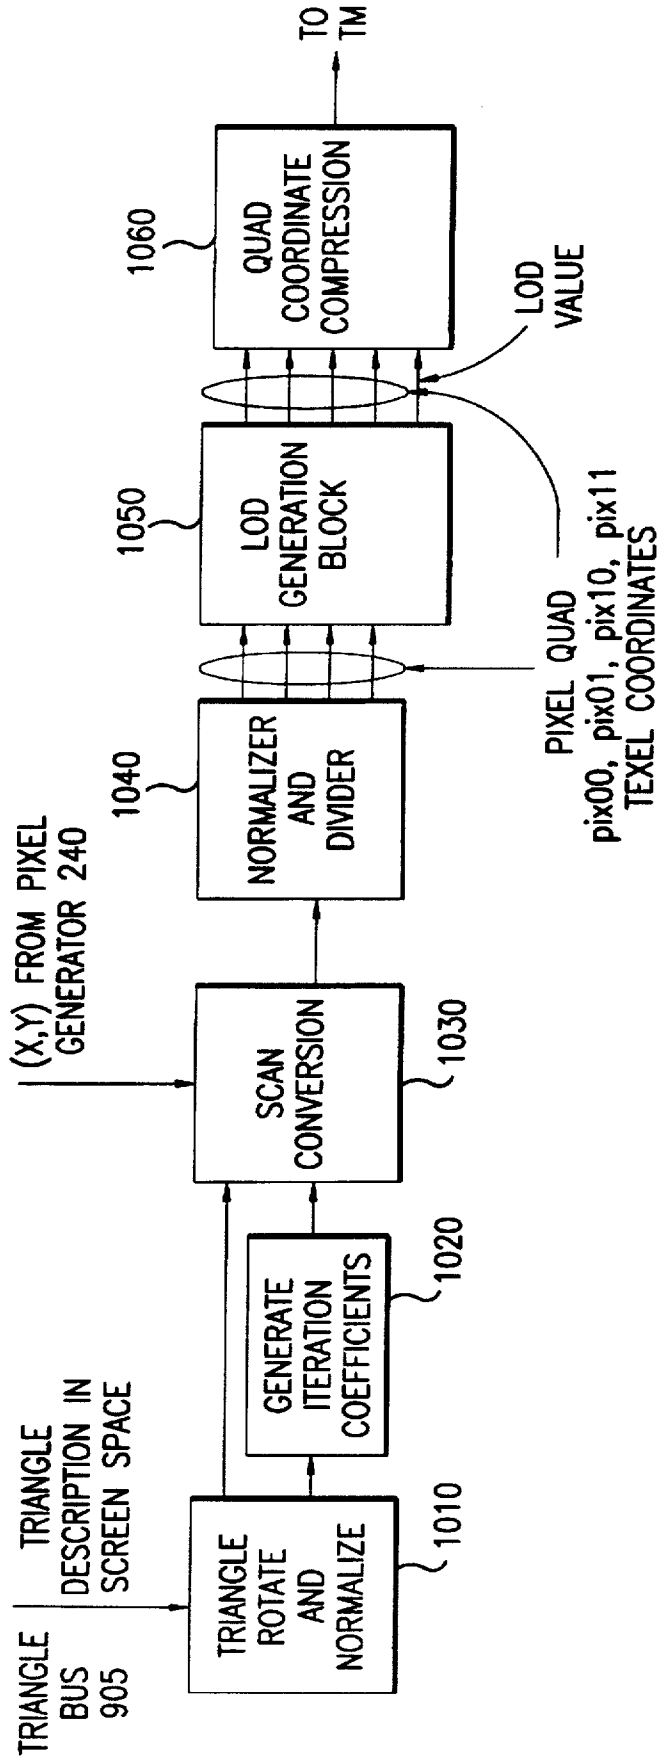 TRIANGLE
BUS
905
TRIANGLE
DESCRIPTION IN
SCREEN SPACE
TRIANGLE
ROTATE
AND
NORMALIZE
1010
GENERATE
ITERATION
COEFFICIENTS
1020
(X,Y) FROM PIXEL
GENERATOR 240
SCAN
CONVERSION
1030
1040
NORMALIZER
AND
DIVIDER
PIXEL QUAD
pix00, pix01, pix10, pix11
TEXEL COORDINATES
1050
LOD
GENERATION
BLOCK
LOD
VALUE
1060
QUAD
COORDINATE
COMPRESSION
TO
TM